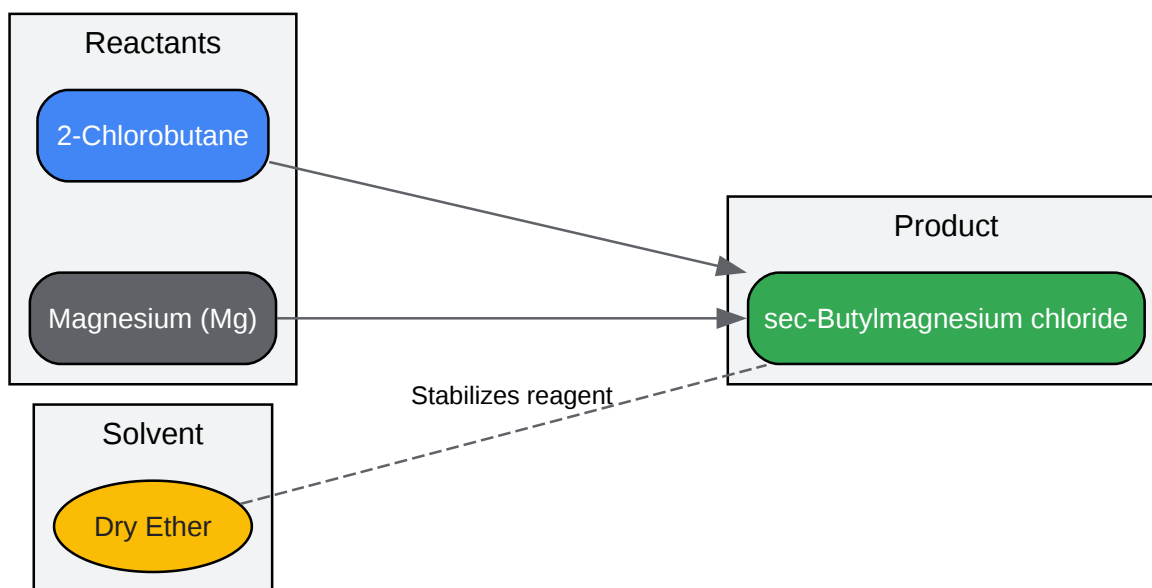 Reactants
2-Chlorobutane
Magnesium (Mg)
Product
sec-Butylmagnesium chloride
Stabilizes reagent
Solvent
Dry Ether